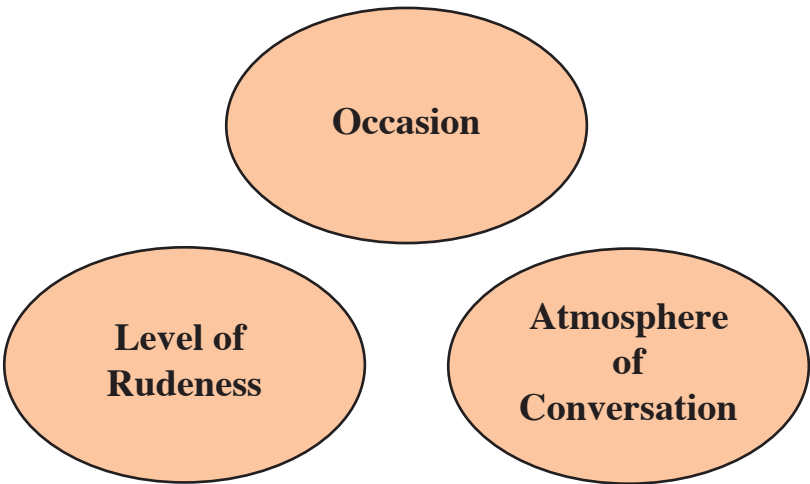 Occasion
Level of
Rudeness
Atmosphere
of
Conversation